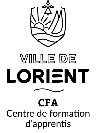 VILLE DE
LORIENT
CFA
Centre de formation
d'apprentis